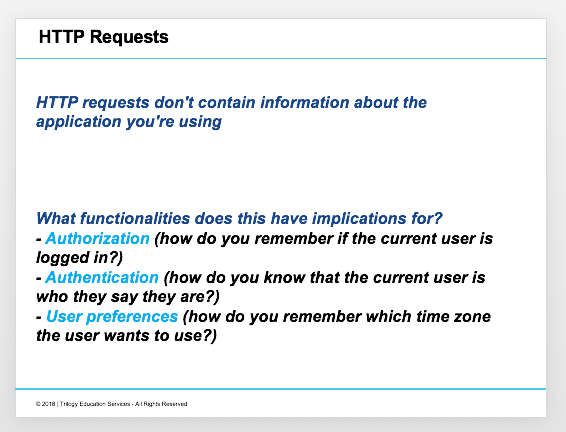 HTTP Requests
HTTP requests don't contain information about the
application you're using
What functionalities does this have implications for?
- Authorization (how do you remember if the current user is
logged in?)
- Authentication (how do you know that the current user is
who they say they are?)
- User preferences (how do you remember which time zone
the user wants to use?)
© 2018 | Trilogy Education Services - All Rights Reserved